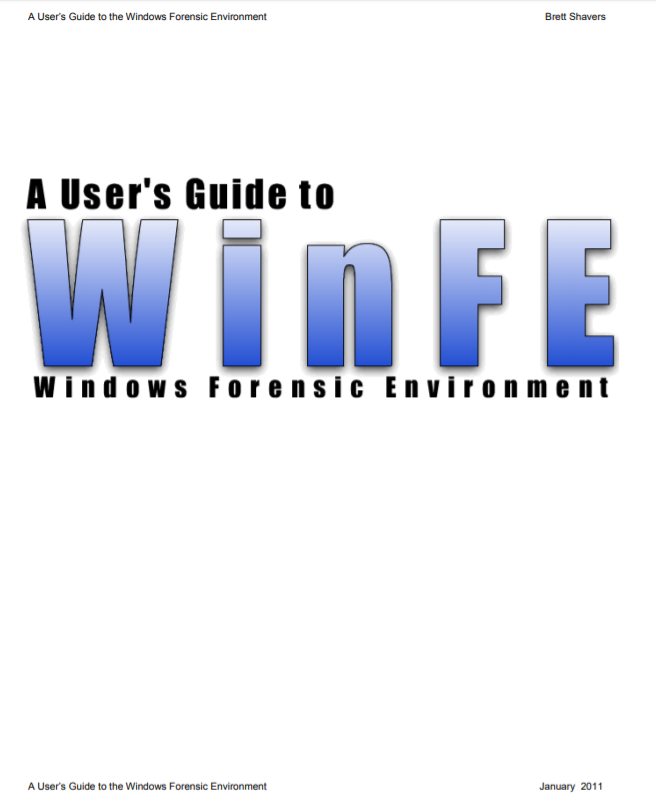 A User's Guide to the Windows Forensic Environment Brett Shavers
A User's Guide to
WinFE
Windows Forensic Environment
A User's Guide to the Windows Forensic Environment January 2011